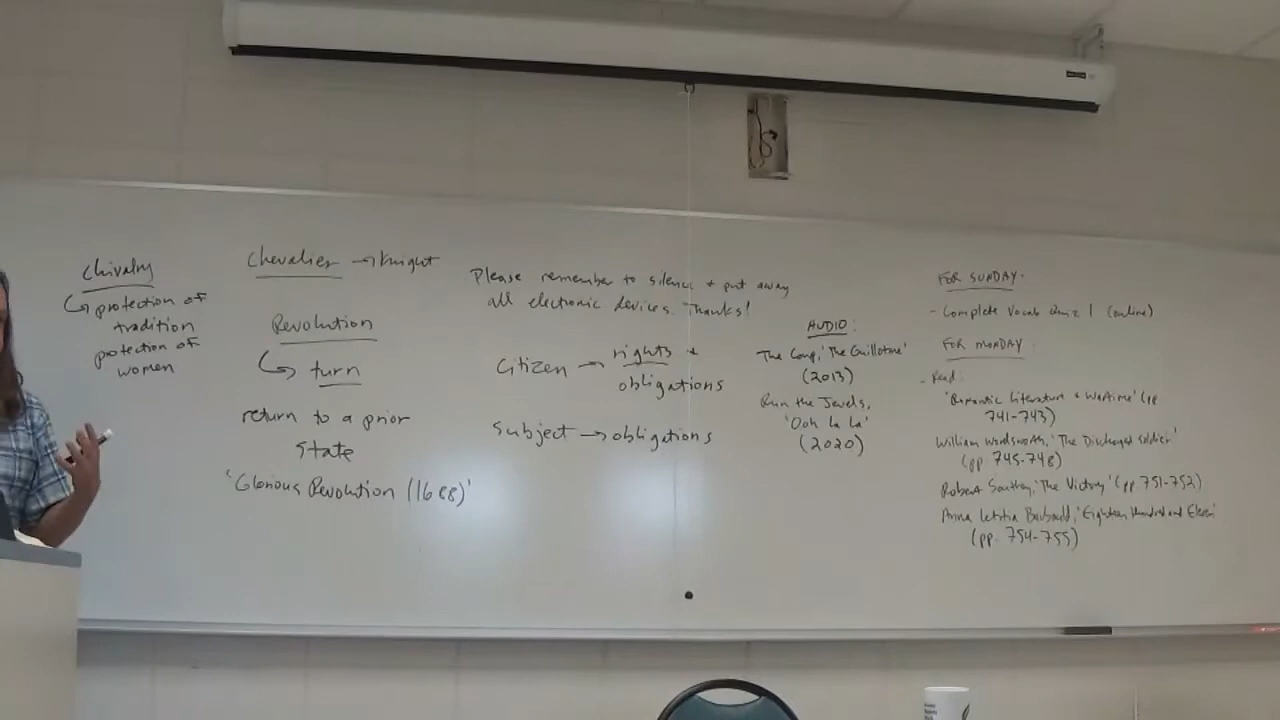 Chivalry
protection of
tradition
protection of
women
Chevalier → Knight
Revolution
turn
return to a prior
state
'Glorious Revolution (1688)'
Please remember to silence + put away
all electronic devices. Thanks!
Citizen → rights +
obligations
Subject → obligations
AUDIO:
The Coup, 'The Guillotine'
(2013)
Run the Jewels,
'Ooh la la'
(2020)
FOR SUNDAY:
- Complete Vocab Quiz 1 (online)
FOR MONDAY:
- Read:
'Romantic Literature + Wartime' (pp
741-743)
William Wordsworth, 'The Discharged Soldier'
(pp. 745-748)
Robert Southey, 'The Victory' (pp 751-752)
Anna Letitia Barbauld, 'Eighteen Hundred and Eleven'
(pp. 754-755)